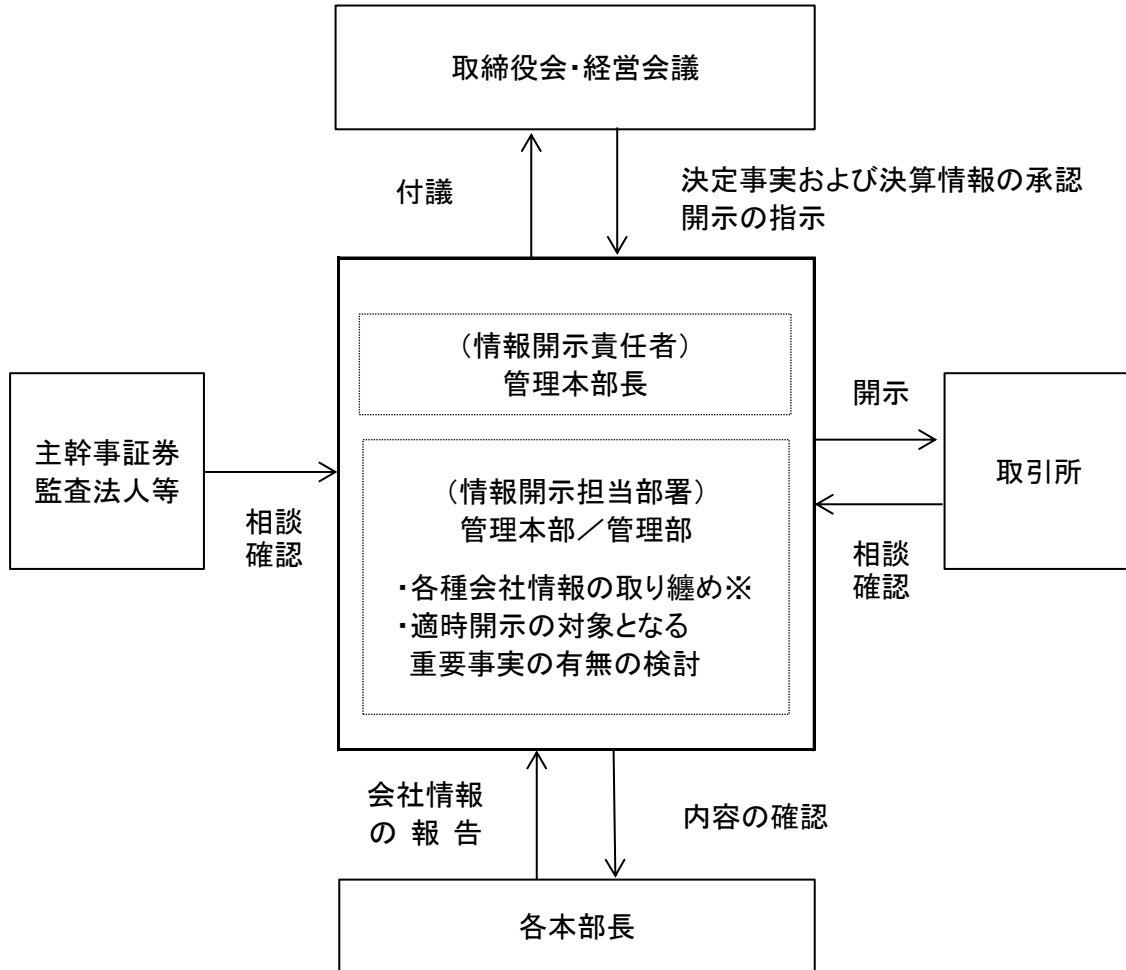 取締役会・経営会議
付議
決定事実および決算情報の承認
開示の指示
（情報開示責任者）
管理本部長
主幹事証券
監査法人等
相談
確認
（情報開示担当部署）
管理本部／管理部
・各種会社情報の取り纏め※
・適時開示の対象となる
重要事実の有無の検討
開示
取引所
相談
確認
会社情報
の 報 告
内容の確認
各本部長